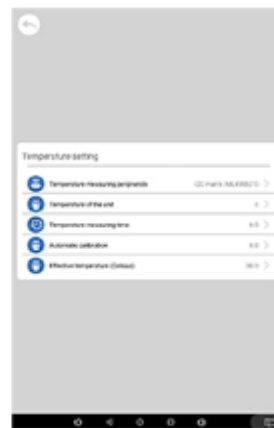 Temperature setting
Temperature measuring peripherals
Temperature of the unit
Temperature measuring time
Automatic calibration
Effective temperature (Celsius)